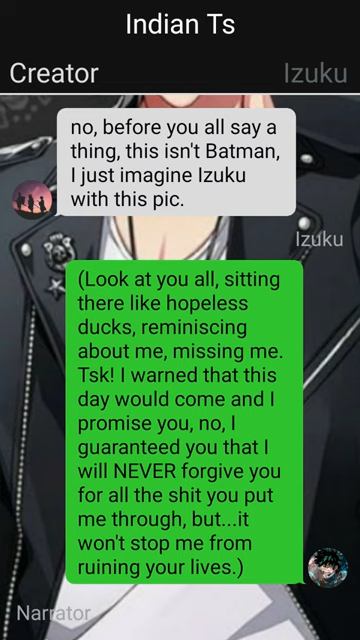 Indian Ts
Creator
Izuku
no, before you all say a
thing, this isn't Batman,
I just imagine Izuku
with this pic.
Izuku
(Look at you all, sitting
there like hopeless
ducks, reminiscing
about me, missing me.
Tsk! I warned that this
day would come and I
promise you, no, I
guaranteed you that I
will NEVER forgive you
for all the shit you put
me through, but...it
won't stop me from
ruining your lives.)
Narrator